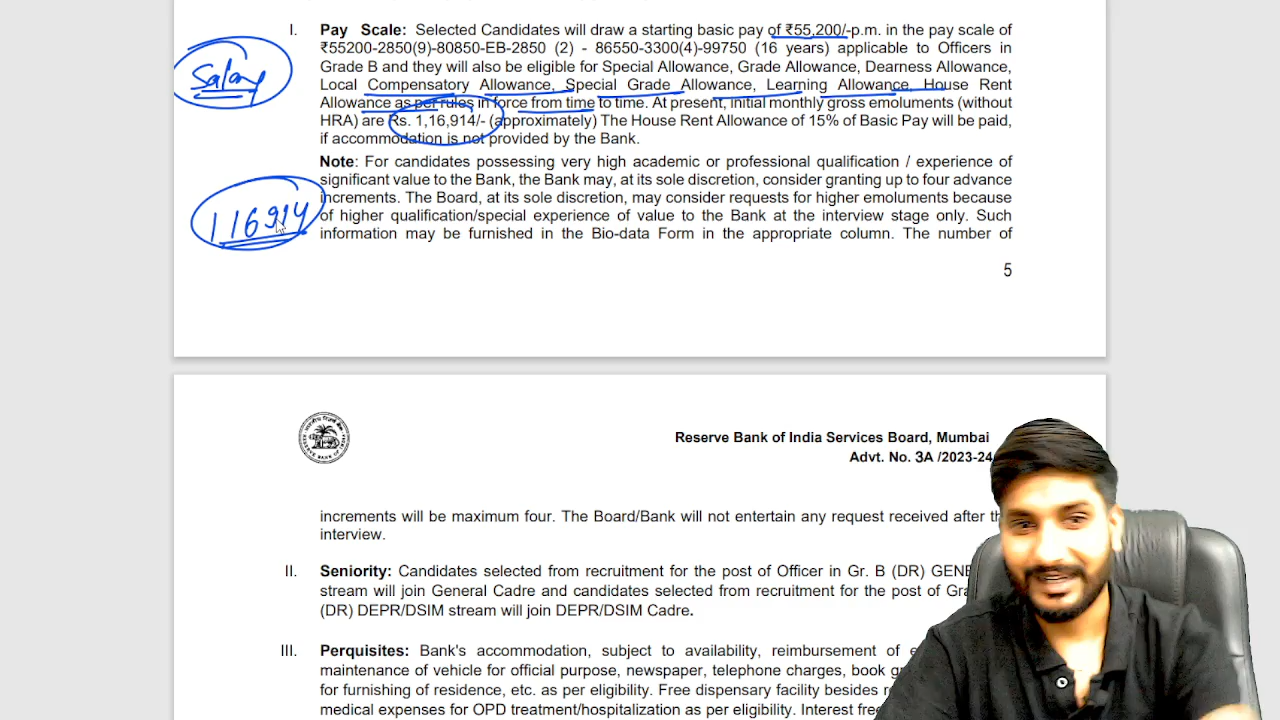 I. Pay Scale: Selected Candidates will draw a starting basic pay of ₹55,200/-p.m. in the pay scale of
₹55200-2850(9)-80850-EB-2850 (2) - 86550-3300(4)-99750 (16 years) applicable to Officers in
Grade B and they will also be eligible for Special Allowance, Grade Allowance, Dearness Allowance,
Local Compensatory Allowance, Special Grade Allowance, Learning Allowance, House Rent
Allowance as per rules in force from time to time. At present, initial monthly gross emoluments (without
HRA) are Rs. 1,16,914/- (approximately) The House Rent Allowance of 15% of Basic Pay will be paid,
if accommodation is not provided by the Bank.
Salary
Note: For candidates possessing very high academic or professional qualification / experience of
significant value to the Bank, the Bank may, at its sole discretion, consider granting up to four advance
increments. The Board, at its sole discretion, may consider requests for higher emoluments because
of higher qualification/special experience of value to the Bank at the interview stage only. Such
information may be furnished in the Bio-data Form in the appropriate column. The number of
116914
5
Reserve Bank of India Services Board, Mumbai
Advt. No. 3A /2023-24
increments will be maximum four. The Board/Bank will not entertain any request received after
interview.
II. Seniority: Candidates selected from recruitment for the post of Officer in Gr. B (DR)
stream will join General Cadre and candidates selected from recruitment for the post of
(DR) DEPR/DSIM stream will join DEPR/DSIM Cadre.
III. Perquisites: Bank's accommodation, subject to availability, reimbursement of
maintenance of vehicle for official purpose, newspaper, telephone charges, book
for furnishing of residence, etc. as per eligibility. Free dispensary facility besides
medical expenses for OPD treatment/hospitalization as per eligibility. Interest